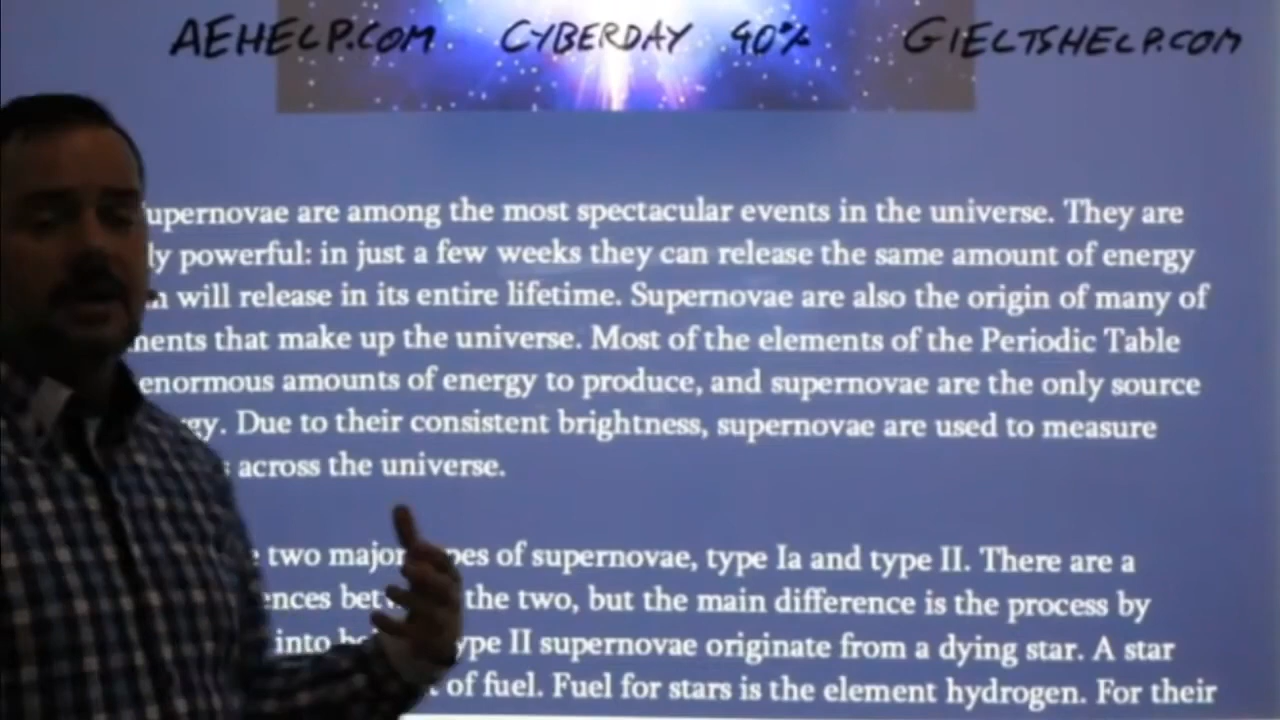 AEHELP.COM CYBERDAY 40% GIELTSHELP.COM
upernovae are among the most spectacular events in the universe. They are
ly powerful: in just a few weeks they can release the same amount of energy
will release in its entire lifetime. Supernovae are also the origin of many of
nents that make up the universe. Most of the elements of the Periodic Table
enormous amounts of energy to produce, and supernovae are the only source
gy. Due to their consistent brightness, supernovae are used to measure
across the universe.
two major pes of supernovae, type Ia and type II. There are a
ences bet the two, but the main difference is the process by
into ype II supernovae originate from a dying star. A star
of fuel. Fuel for stars is the element hydrogen. For their